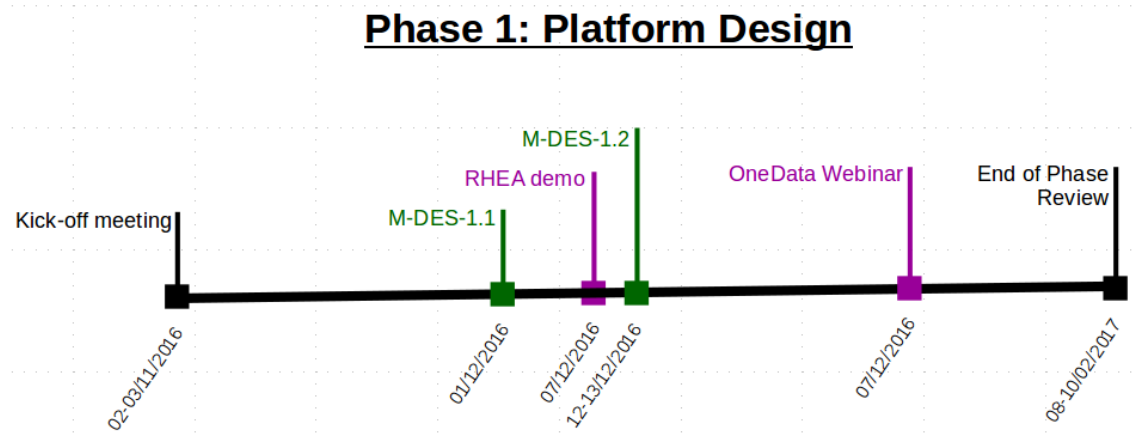 Phase 1: Platform Design
M-DES-1.2
RHEA demo
OneData Webinar
End of Phase
Review
Kick-off meeting
M-DES-1.1
02-03/11/2016
01/12/2016
07/12/2016
12-13/12/2016
07/12/2016
08-10/02/2017